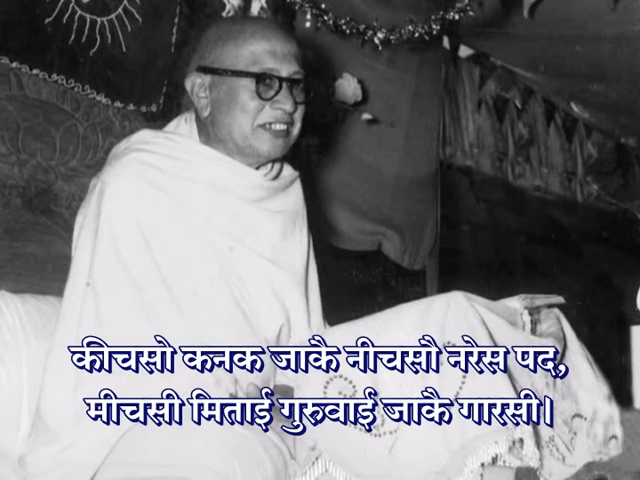 कीचसो कनक जाकै नीचसौ नरेस पद,
मीचसी मिताई गुरुवाई जाकै गारसी।